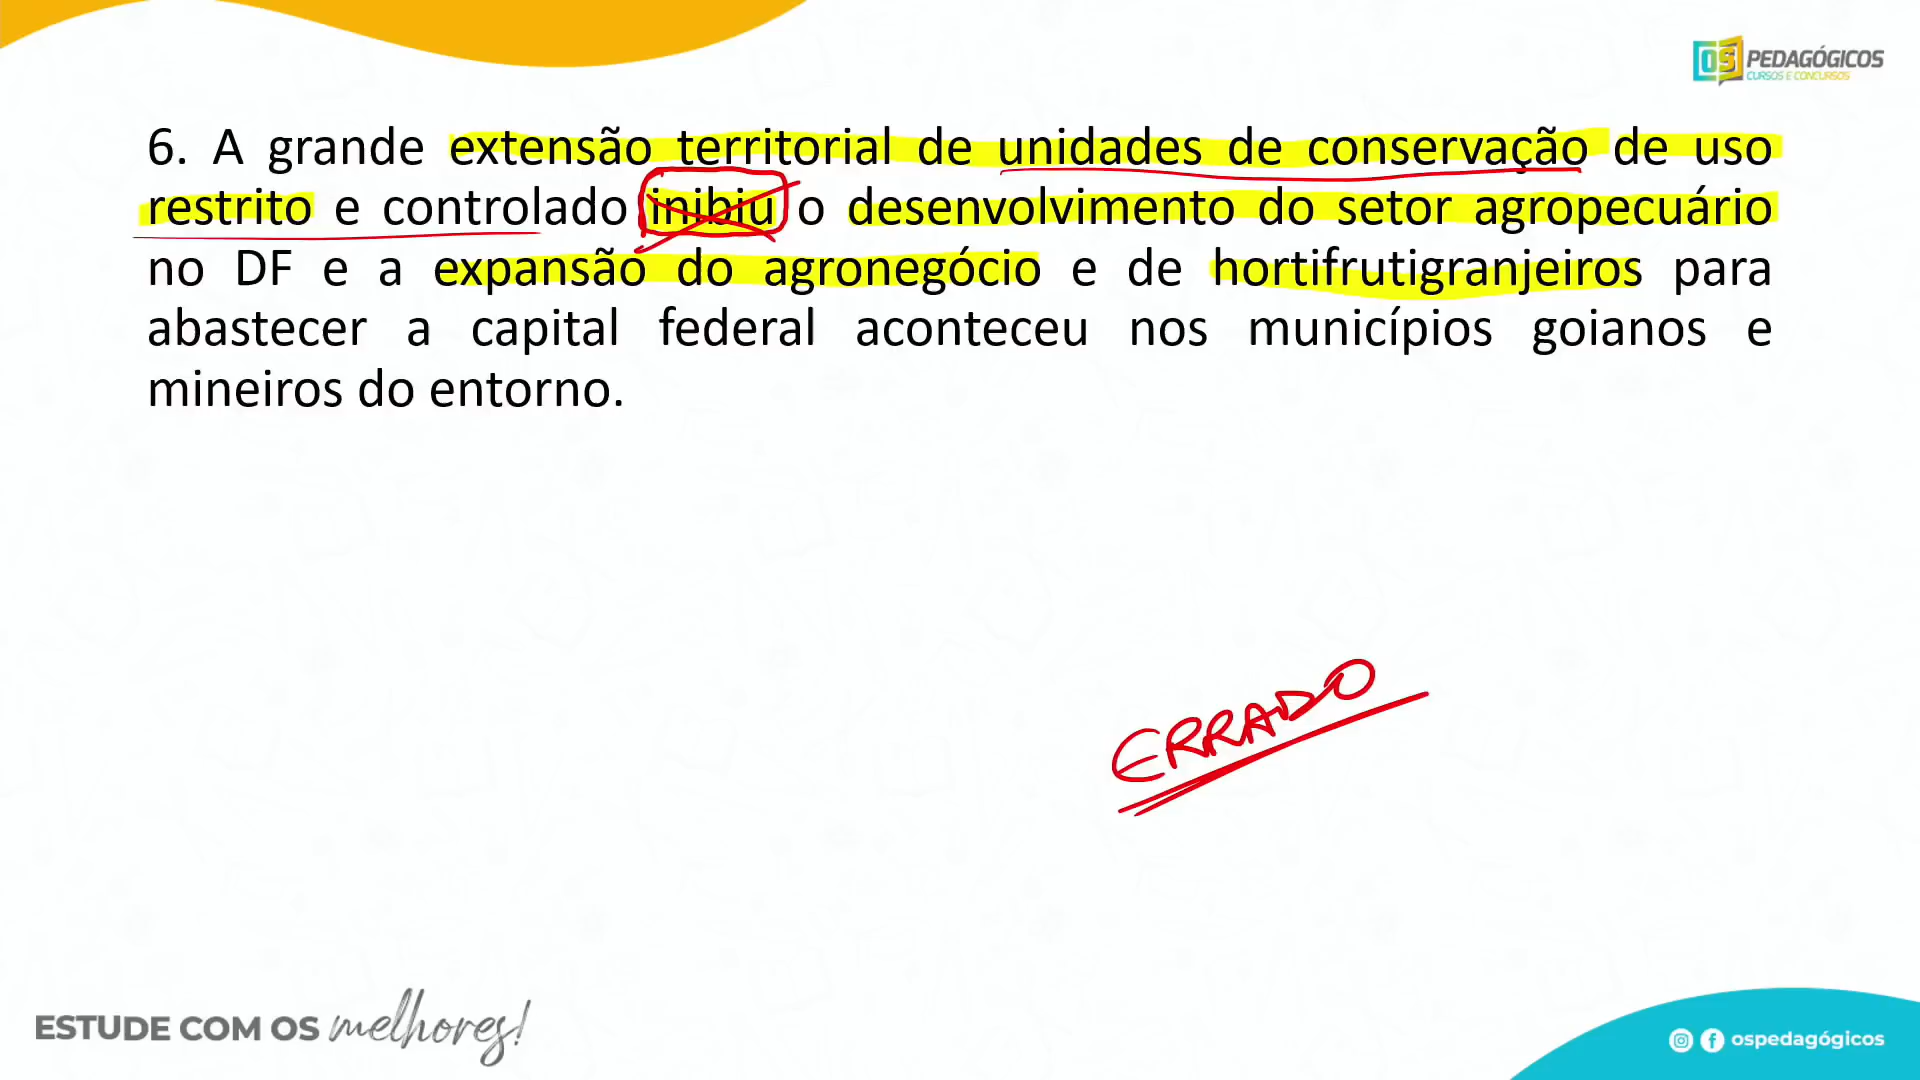 OS PEDAGÓGICOS
CURSOS E CONCURSOS
6. A grande extensão territorial de unidades de conservação de uso
restrito e controlado inibiu o desenvolvimento do setor agropecuário
no DF e a expansão do agronegócio e de hortifrutigranjeiros para
abastecer a capital federal aconteceu nos municípios goianos e
mineiros do entorno.
ERRADO
ESTUDE COM OS melhores!
ospedagógicos